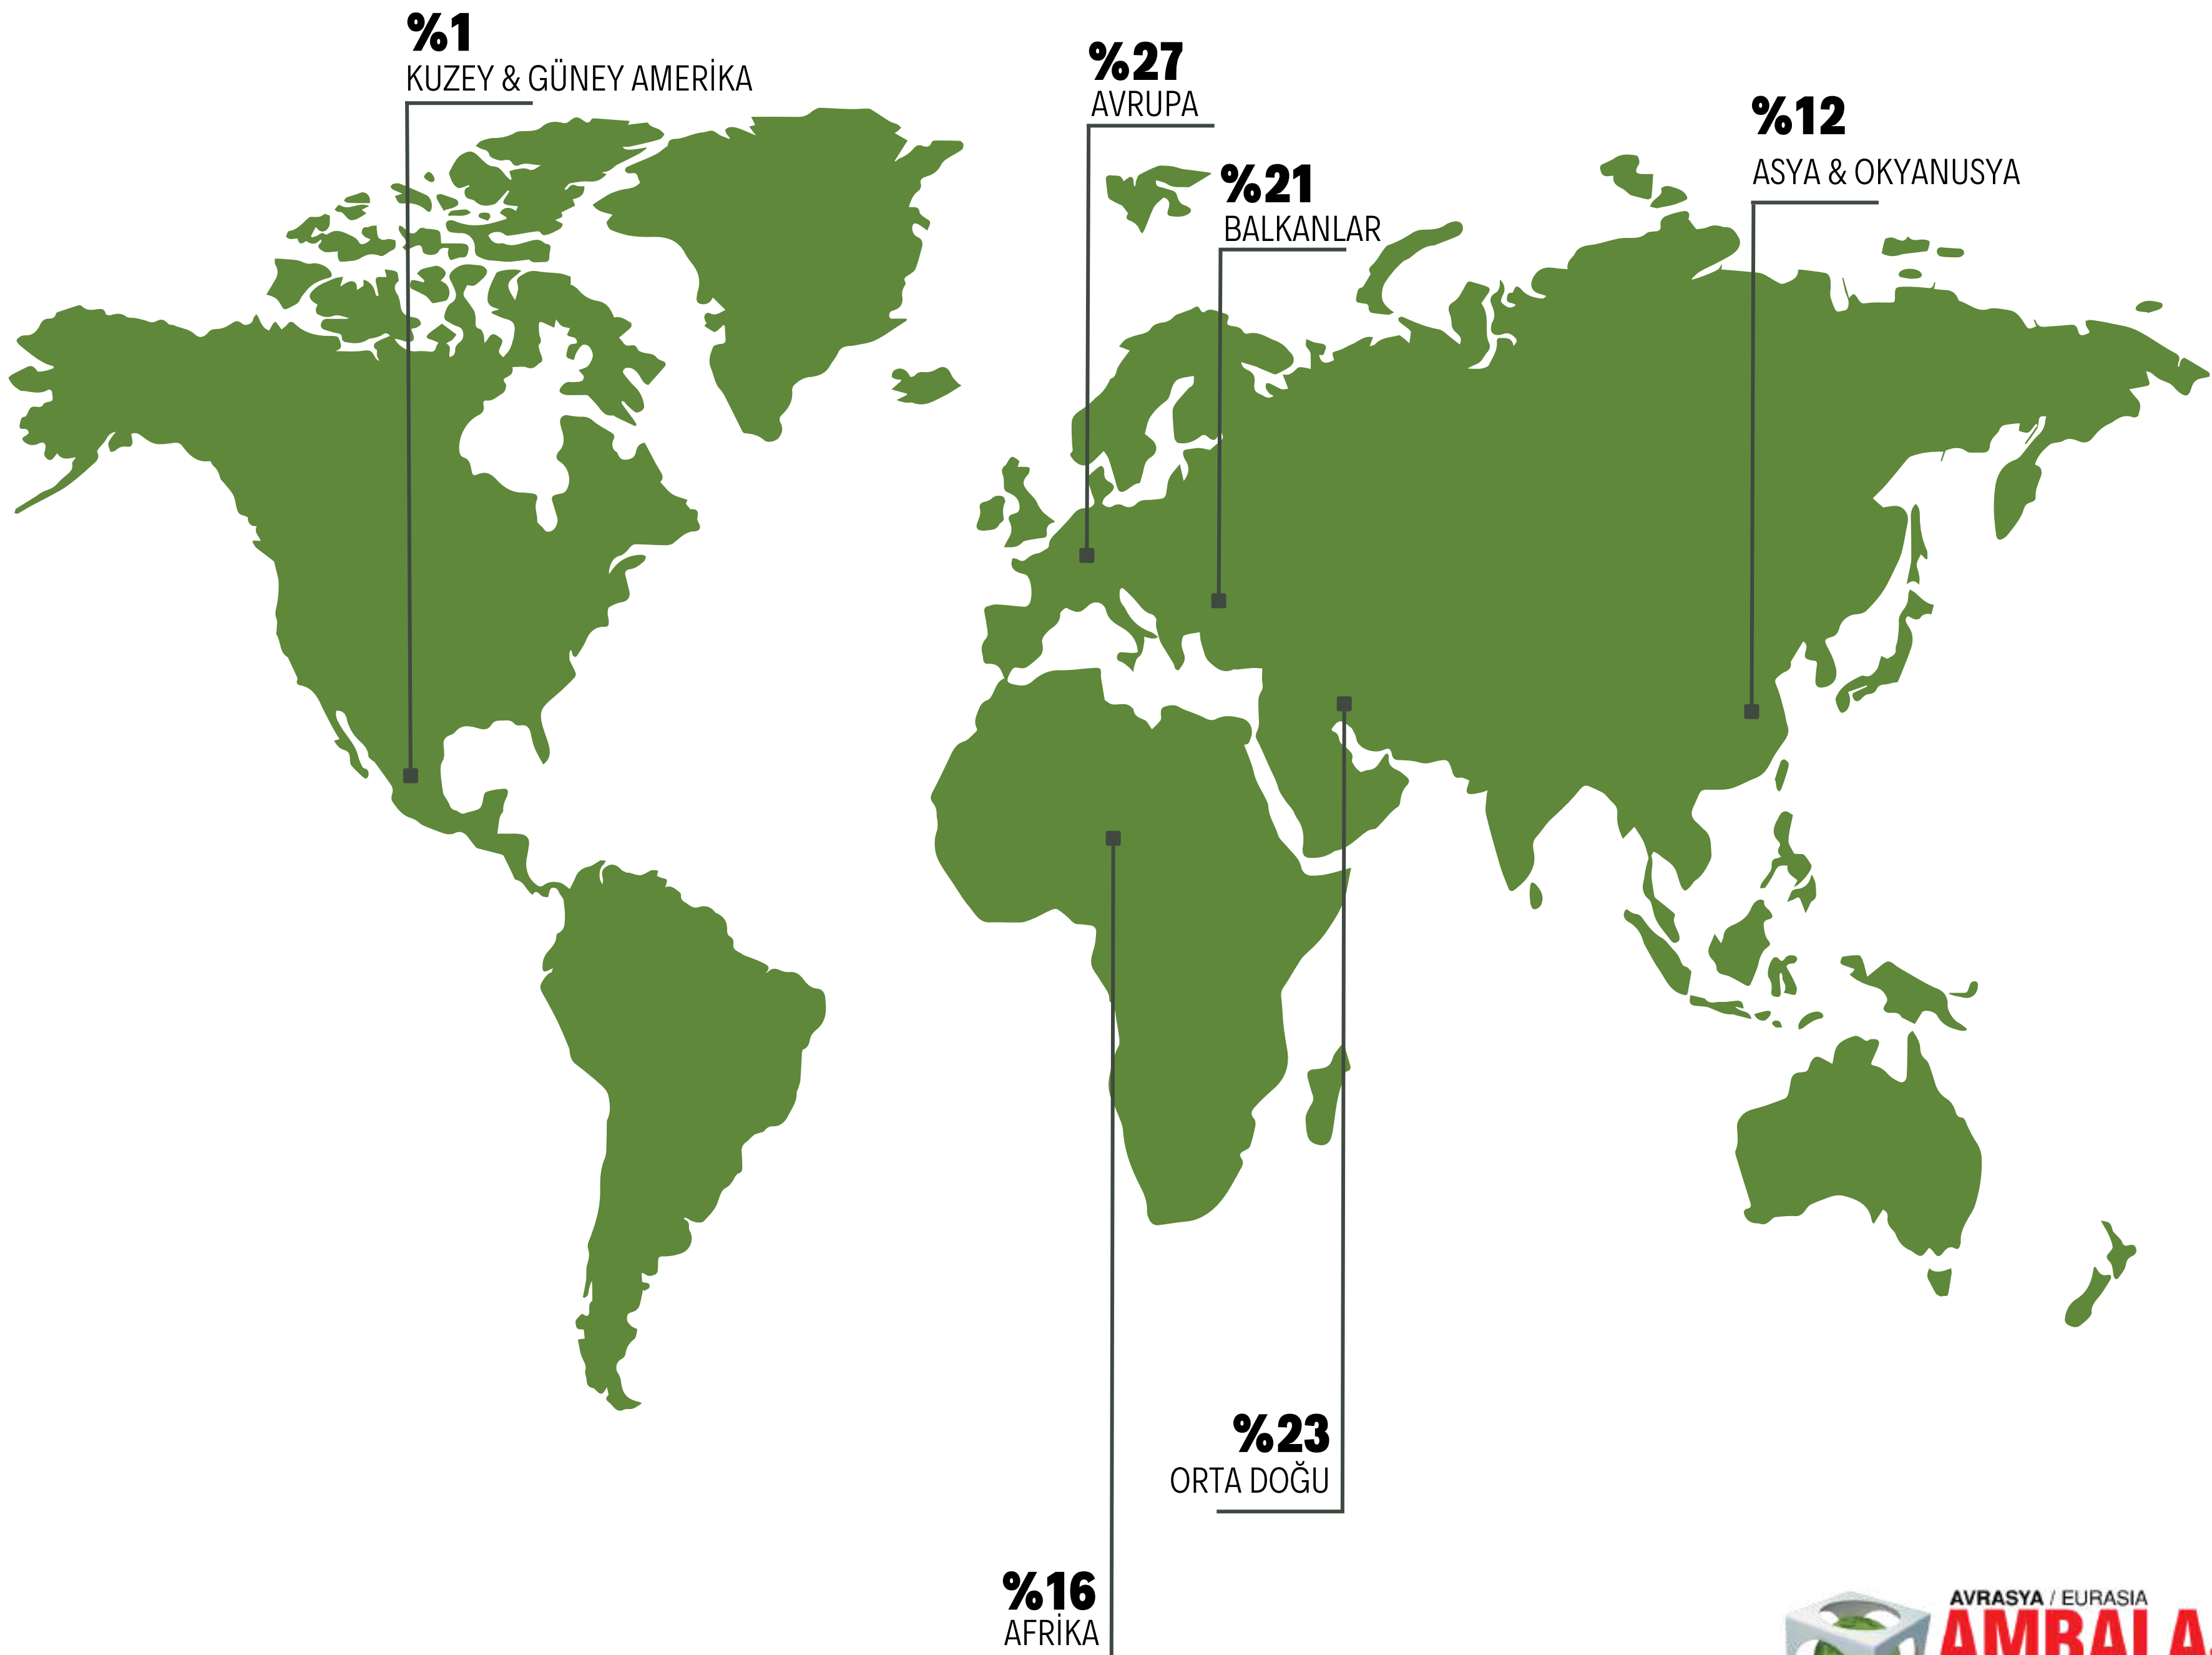 %1
KUZEY & GÜNEY AMERİKA
%27
AVRUPA
%21
BALKANLAR
%12
ASYA & OKYANUSYA
%23
ORTA DOĞU
%16
AFRİKA
AVRASYA / EURASIA